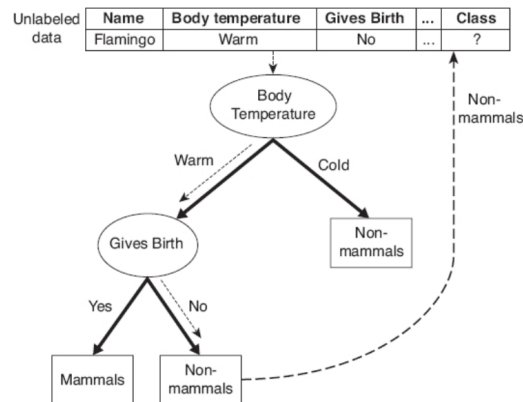 Unlabeled
data
Name Body temperature Gives Birth ... Class
Flamingo Warm No ... ?
Non-
mammals
Body
Temperature
Warm
Cold
Gives Birth
Non-
mammals
Yes
No
Mammals
Non-
mammals